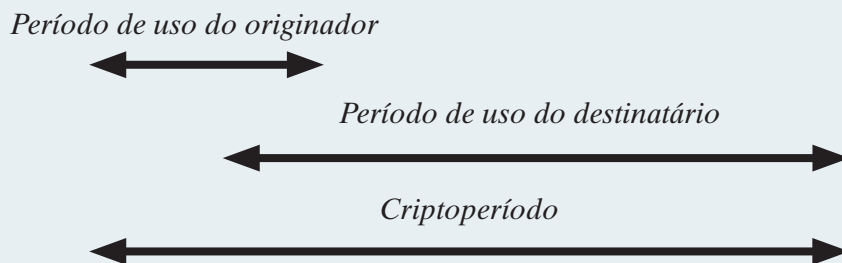 Período de uso do originador
Período de uso do destinatário
Criptoperíodo